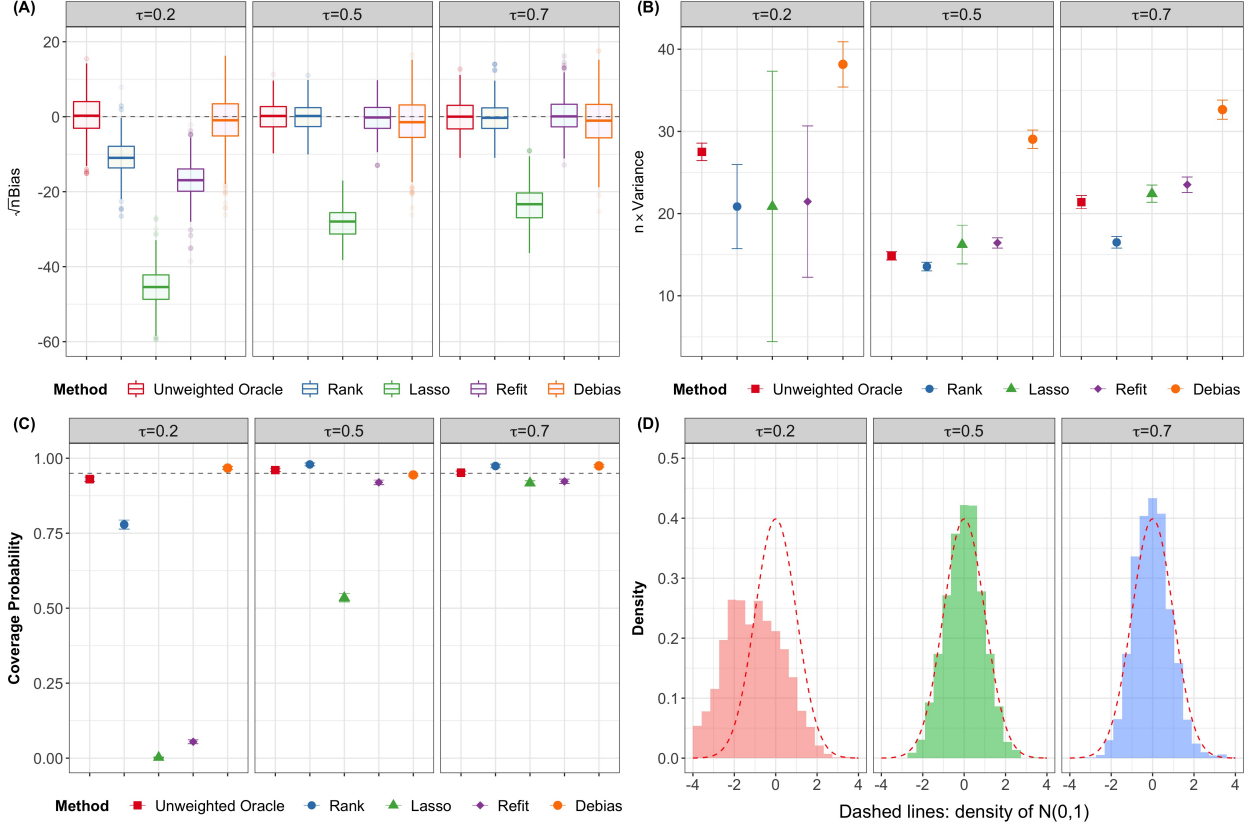 (A)
τ=0.2 τ=0.5 τ=0.7
20
0
-20
-40
-60
√nBias
Method Unweighted Oracle Rank Lasso Refit Debias
(B)
τ=0.2 τ=0.5 τ=0.7
40
30
20
10
n × Variance
Method Unweighted Oracle Rank Lasso Refit Debias
(C)
τ=0.2 τ=0.5 τ=0.7
1.00
0.75
0.50
0.25
0.00
Coverage Probability
Method Unweighted Oracle Rank Lasso Refit Debias
(D)
τ=0.2 τ=0.5 τ=0.7
0.5
0.4
0.3
0.2
0.1
0.0
Density
-4 -2 0 2 4 -4 -2 0 2 4 -4 -2 0 2 4
Dashed lines: density of N(0,1)